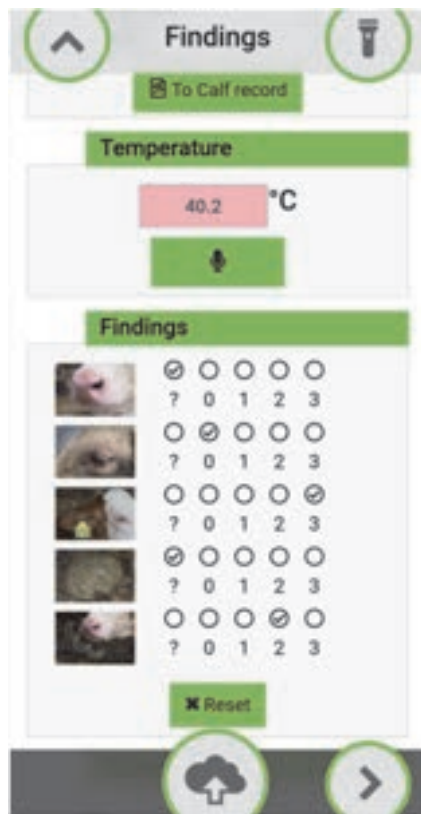 Findings
To Calf record
Temperature
40.2 °C
Findings
? 0 1 2 3
? 0 1 2 3
? 0 1 2 3
? 0 1 2 3
? 0 1 2 3
Reset